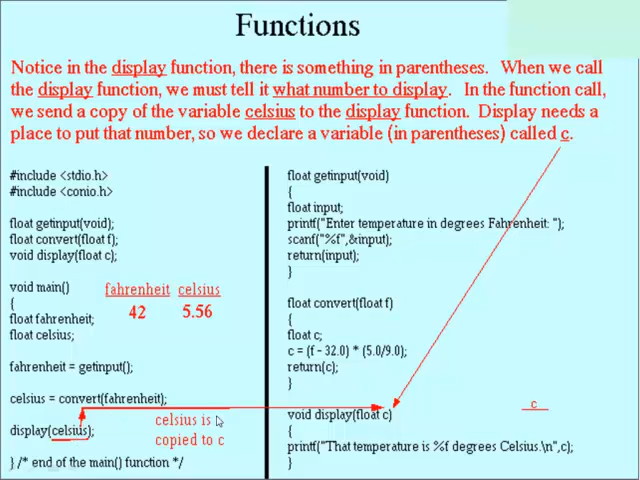 Functions
Notice in the display function, there is something in parentheses. When we call
the display function, we must tell it what number to display. In the function call,
we send a copy of the variable celsius to the display function. Display needs a
place to put that number, so we declare a variable (in parentheses) called c.
#include <stdio.h>
#include <conio.h>
float getinput(void);
float convert(float f);
void display(float c);
void main()
{
float fahrenheit;
float celsius;
fahrenheit = getinput();
celsius = convert(fahrenheit);
display(celsius);
} /* end of the main() function */
fahrenheit celsius
42 5.56
celsius is
copied to c
float getinput(void)
{
float input;
printf("Enter temperature in degrees Fahrenheit: ");
scanf("%f",&input);
return(input);
}
float convert(float f)
{
float c;
c = (f - 32.0) * (5.0/9.0);
return(c);
}
void display(float c)
{
printf("That temperature is %f degrees Celsius.\n",c);
}
c